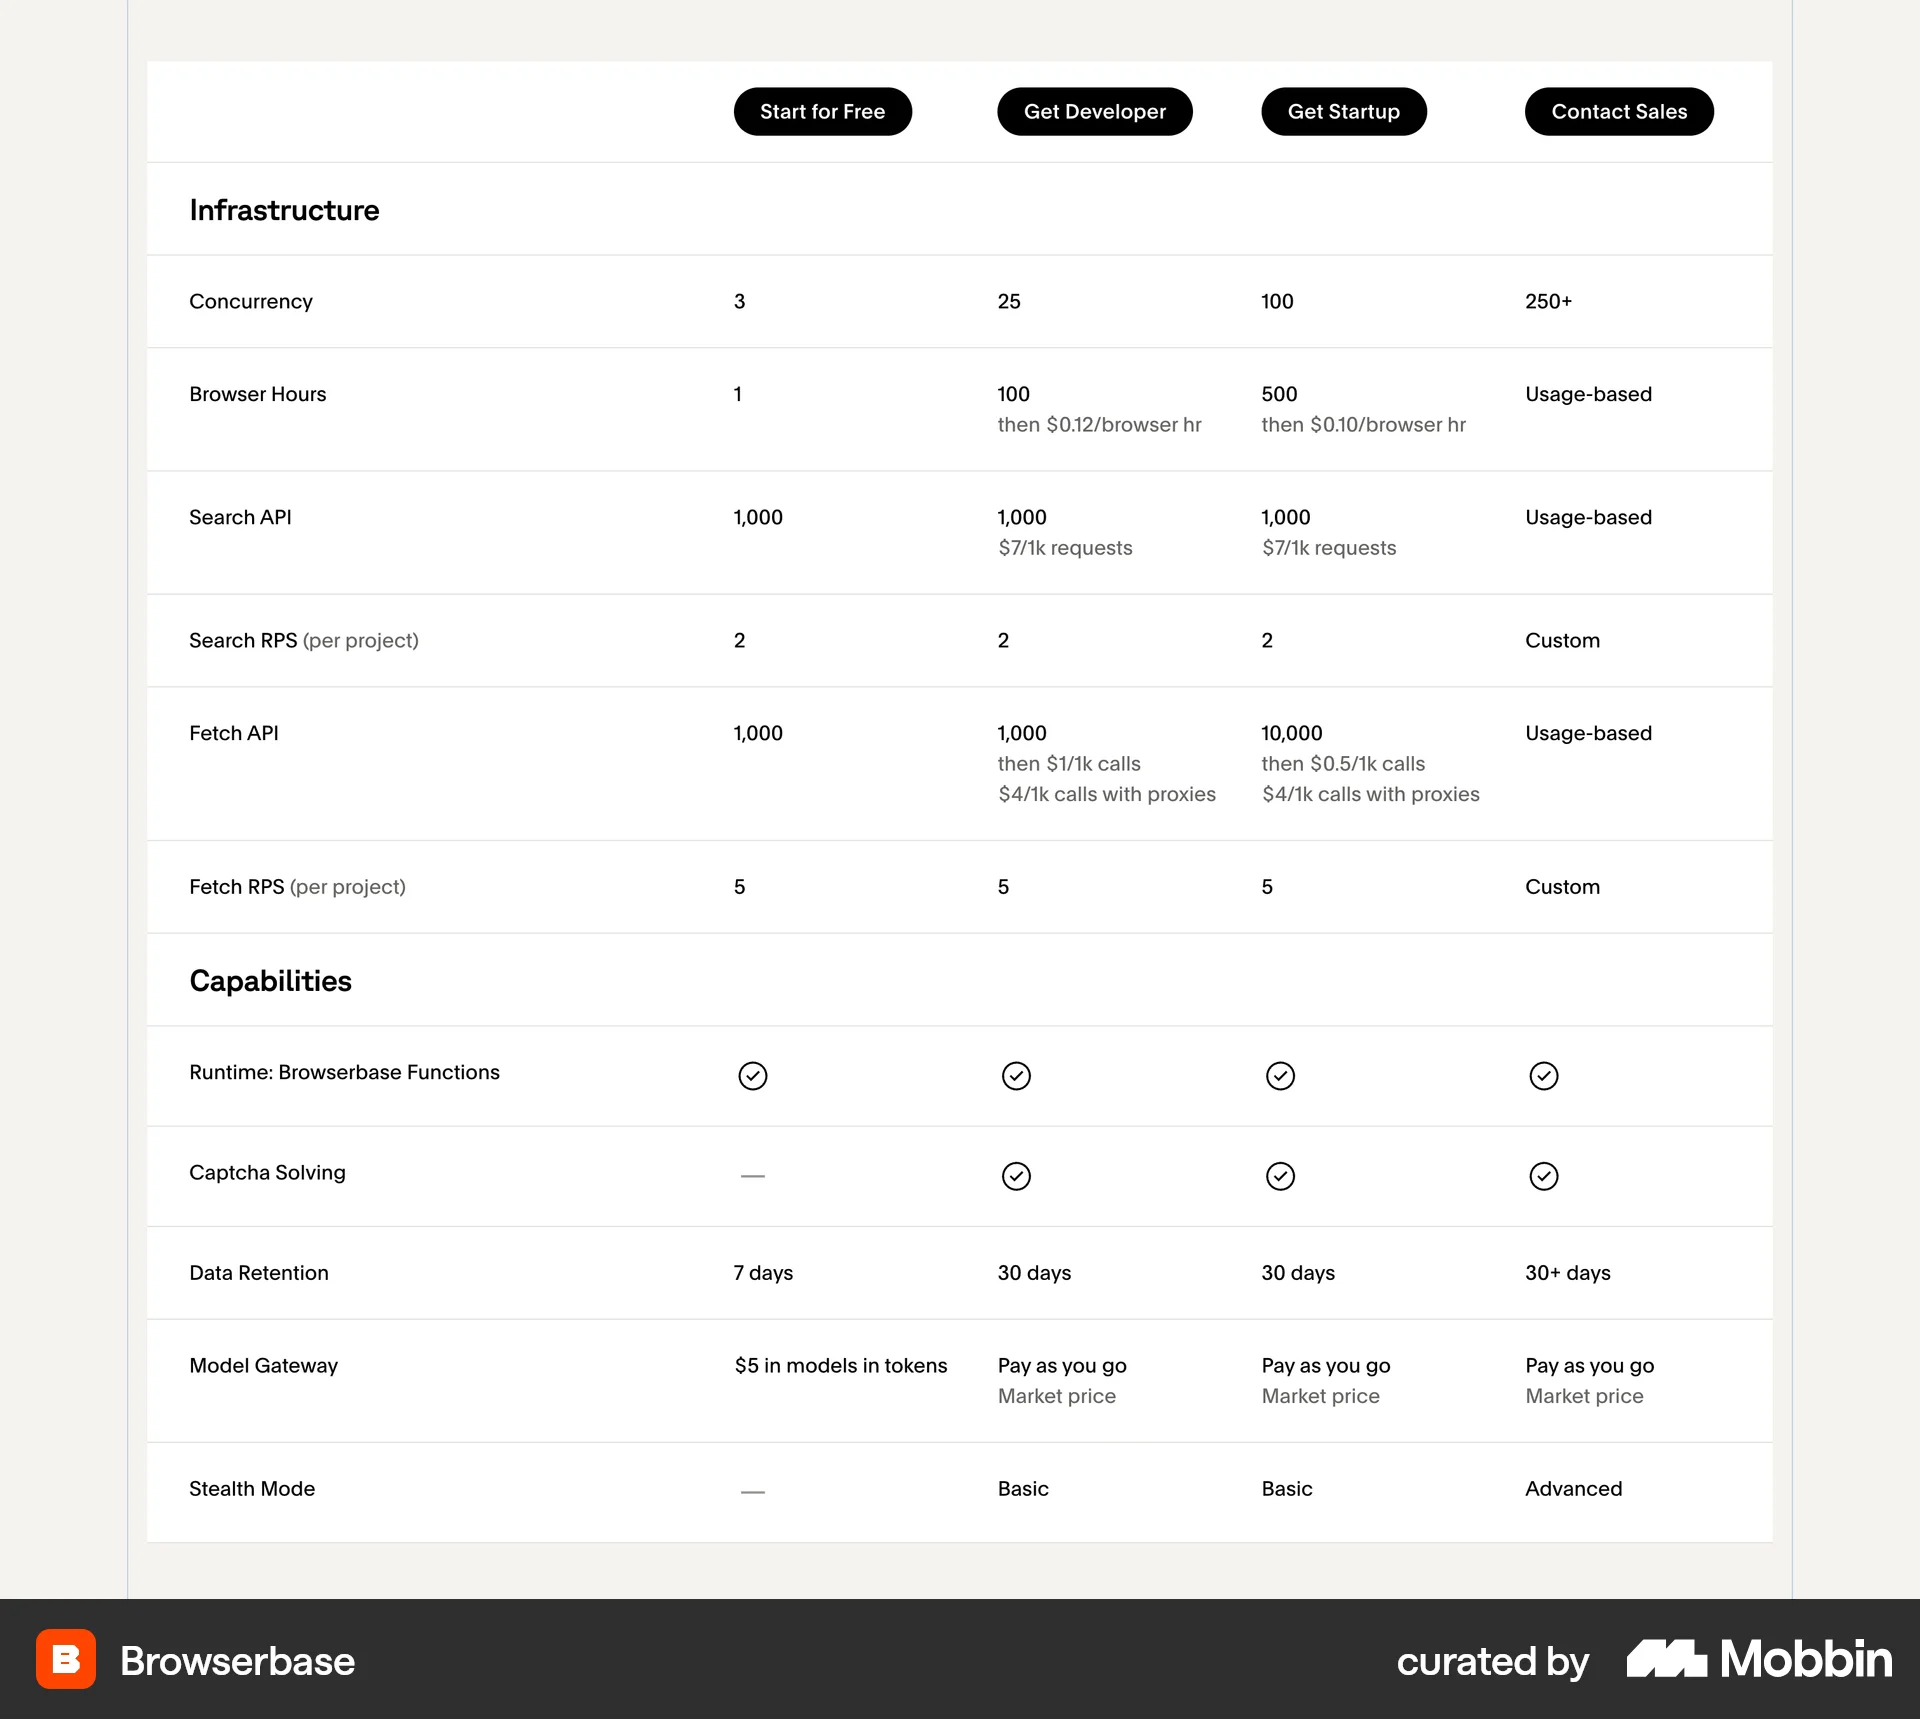 Start for Free Get Developer Get Startup Contact Sales
Infrastructure
Concurrency 3 25 100 250+
Browser Hours 1 100 500 Usage-based
then $0.12/browser hr then $0.10/browser hr
Search API 1,000 1,000 1,000 Usage-based
$7/1k requests $7/1k requests
Search RPS (per project) 2 2 2 Custom
Fetch API 1,000 1,000 10,000 Usage-based
then $1/1k calls then $0.5/1k calls
$4/1k calls with proxies $4/1k calls with proxies
Fetch RPS (per project) 5 5 5 Custom
Capabilities
Runtime: Browserbase Functions
Captcha Solving —
Data Retention 7 days 30 days 30 days 30+ days
Model Gateway $5 in models in tokens Pay as you go Pay as you go Pay as you go
Market price Market price Market price
Stealth Mode — Basic Basic Advanced
B Browserbase curated by Mobbin